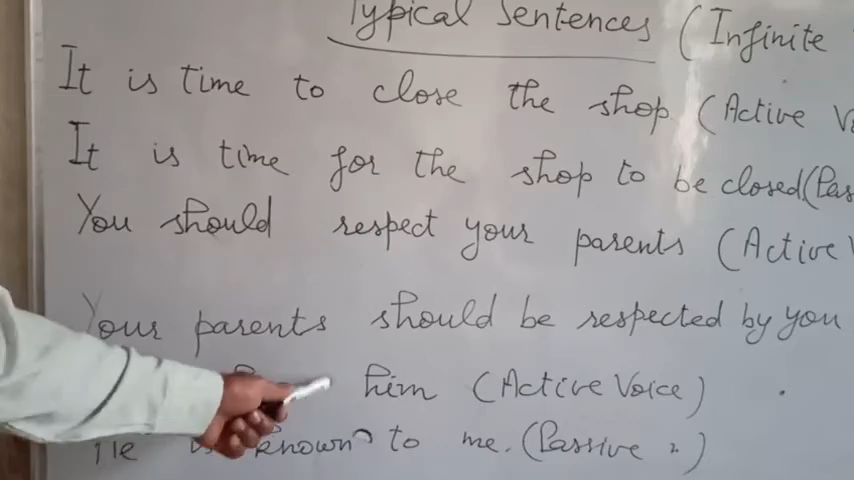 Typical Sentences (Infinite
It is time to close the shop (Active
It is time for the shop to be closed (Pas
You should respect your parents (Active
Your parents should be respected by you
him (Active Voice)
He is known to me. (Passive " )